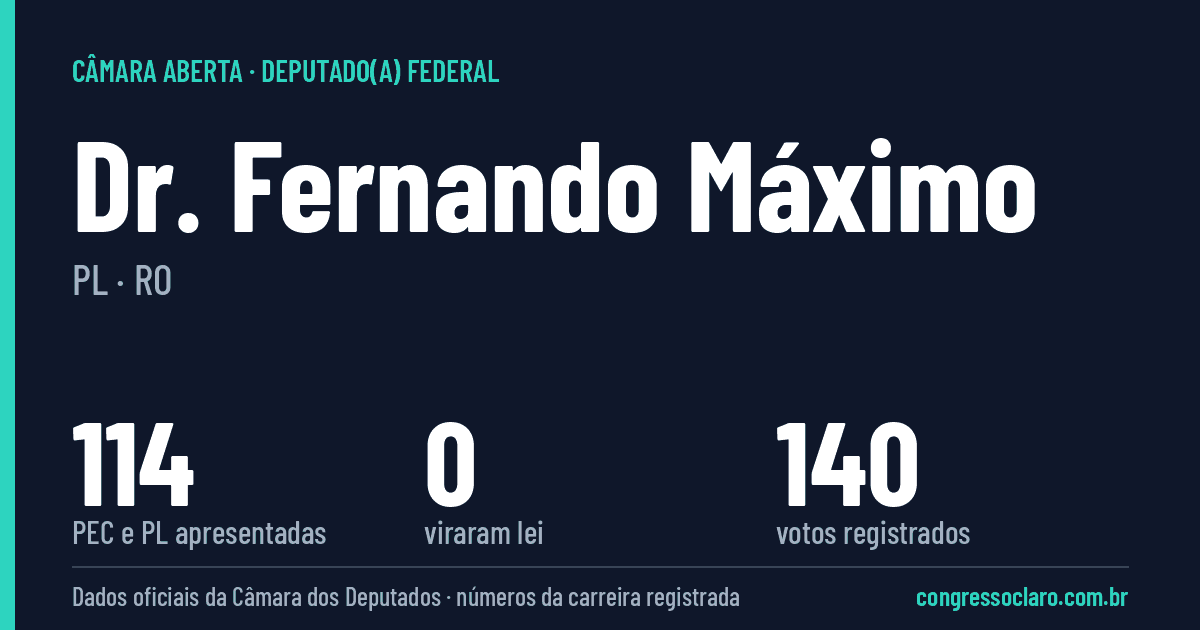 CÂMARA ABERTA · DEPUTADO(A) FEDERAL
Dr. Fernando Máximo
PL · RO
114 0 140
PEC e PL apresentadas viraram lei votos registrados
Dados oficiais da Câmara dos Deputados · números da carreira registrada congressoclaro.com.br